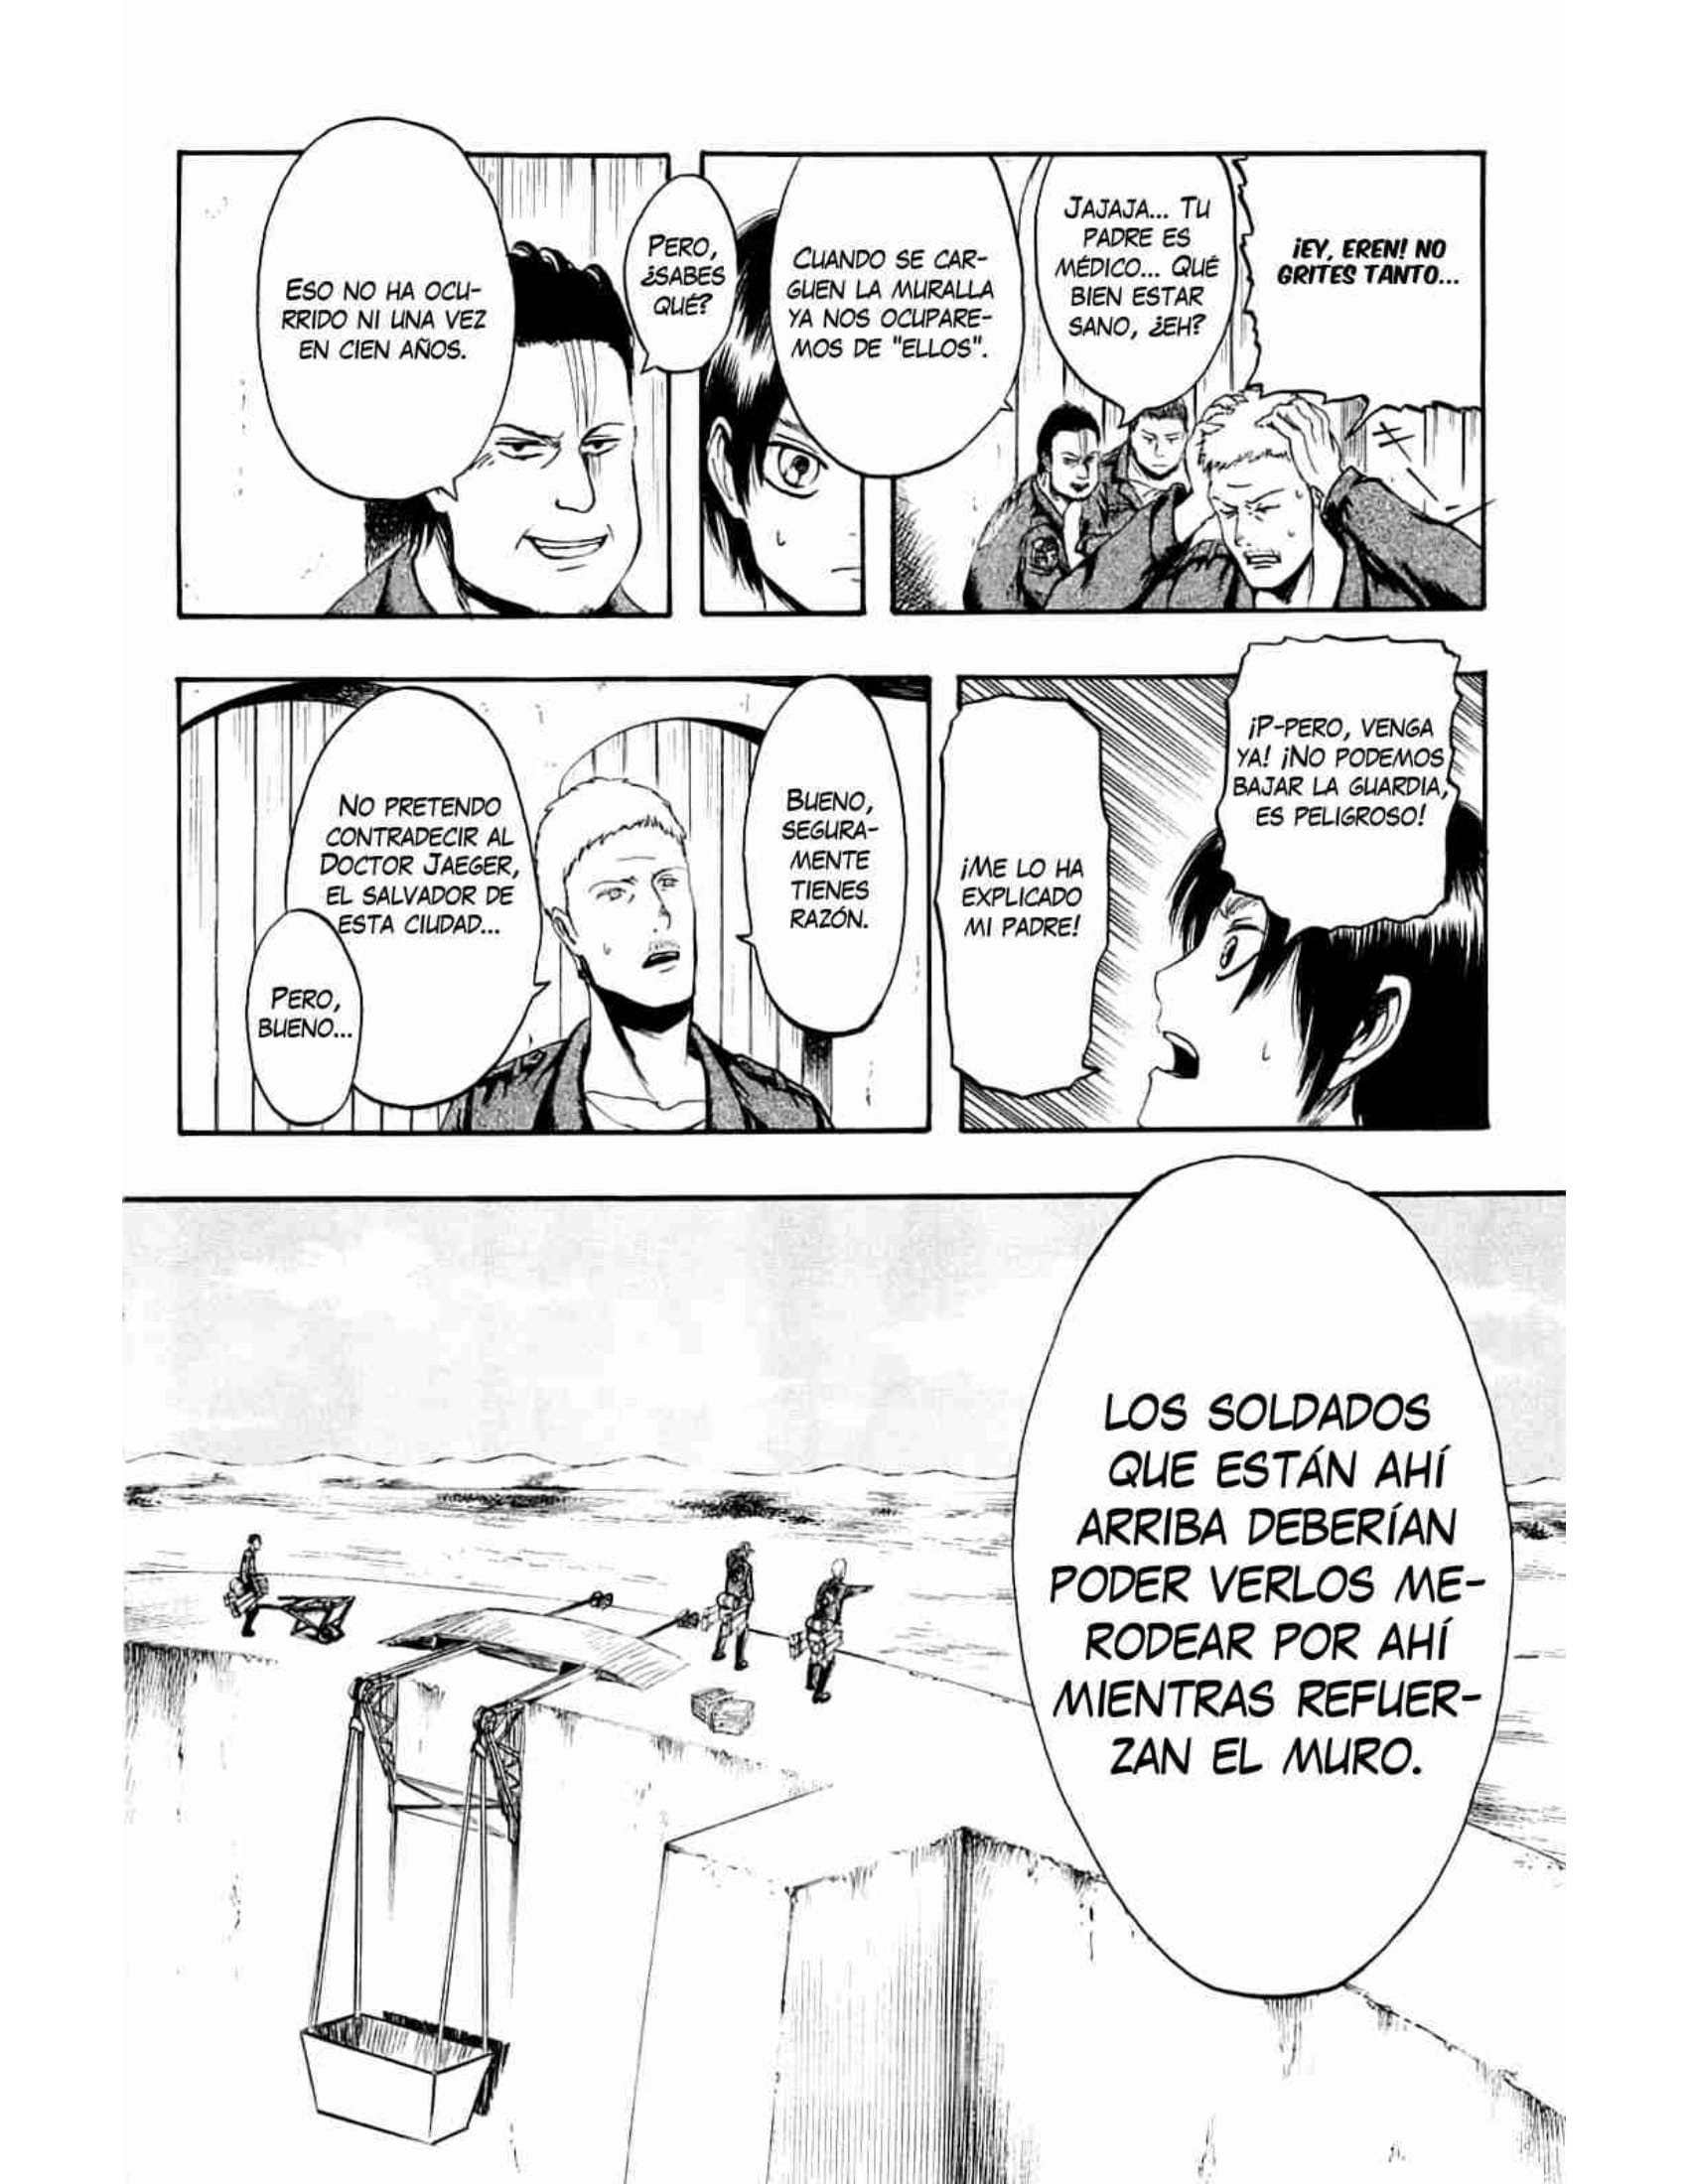 ¡EY, EREN! NO
GRITES TANTO...
JAJAJA... TU
PADRE ES
MÉDICO... QUÉ
BIEN ESTAR
SANO, ¿EH?
CUANDO SE CAR-
GUEN LA MURALLA
YA NOS OCUPARE-
MOS DE "ELLOS".
PERO,
¿SABES
QUÉ?
ESO NO HA OCU-
RRIDO NI UNA VEZ
EN CIEN AÑOS.
¡P-PERO, VENGA
YA! ¡NO PODEMOS
BAJAR LA GUARDIA,
ES PELIGROSO!
¡ME LO HA
EXPLICADO
MI PADRE!
BUENO,
SEGURA-
MENTE
TIENES
RAZÓN.
NO PRETENDO
CONTRADECIR AL
DOCTOR JAEGER,
EL SALVADOR DE
ESTA CIUDAD...
PERO,
BUENO...
LOS SOLDADOS
QUE ESTÁN AHÍ
ARRIBA DEBERÍAN
PODER VERLOS ME-
RODEAR POR AHÍ
MIENTRAS REFUER-
ZAN EL MURO.